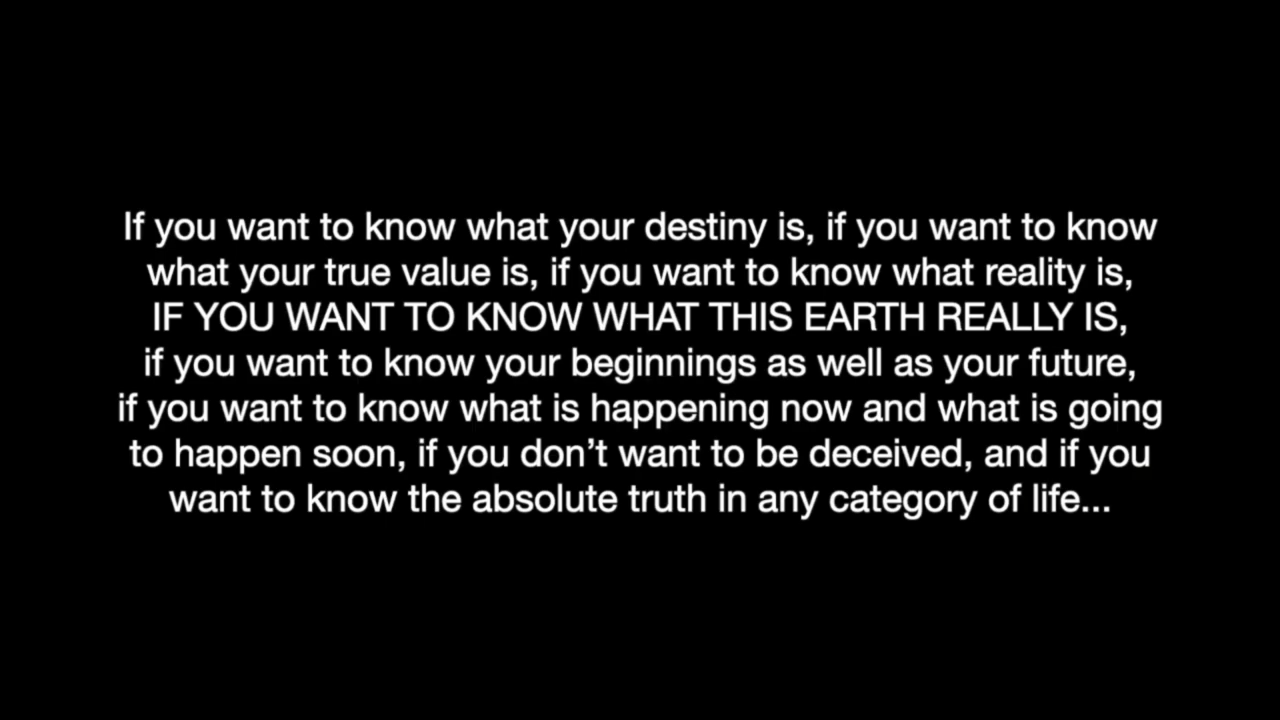 If you want to know what your destiny is, if you want to know
what your true value is, if you want to know what reality is,
IF YOU WANT TO KNOW WHAT THIS EARTH REALLY IS,
if you want to know your beginnings as well as your future,
if you want to know what is happening now and what is going
to happen soon, if you don’t want to be deceived, and if you
want to know the absolute truth in any category of life...